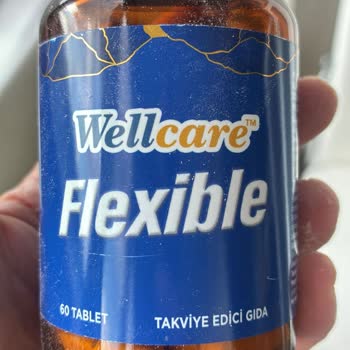 Wellcare™
Flexible
60 TABLET TAKVİYE EDİCİ GIDA